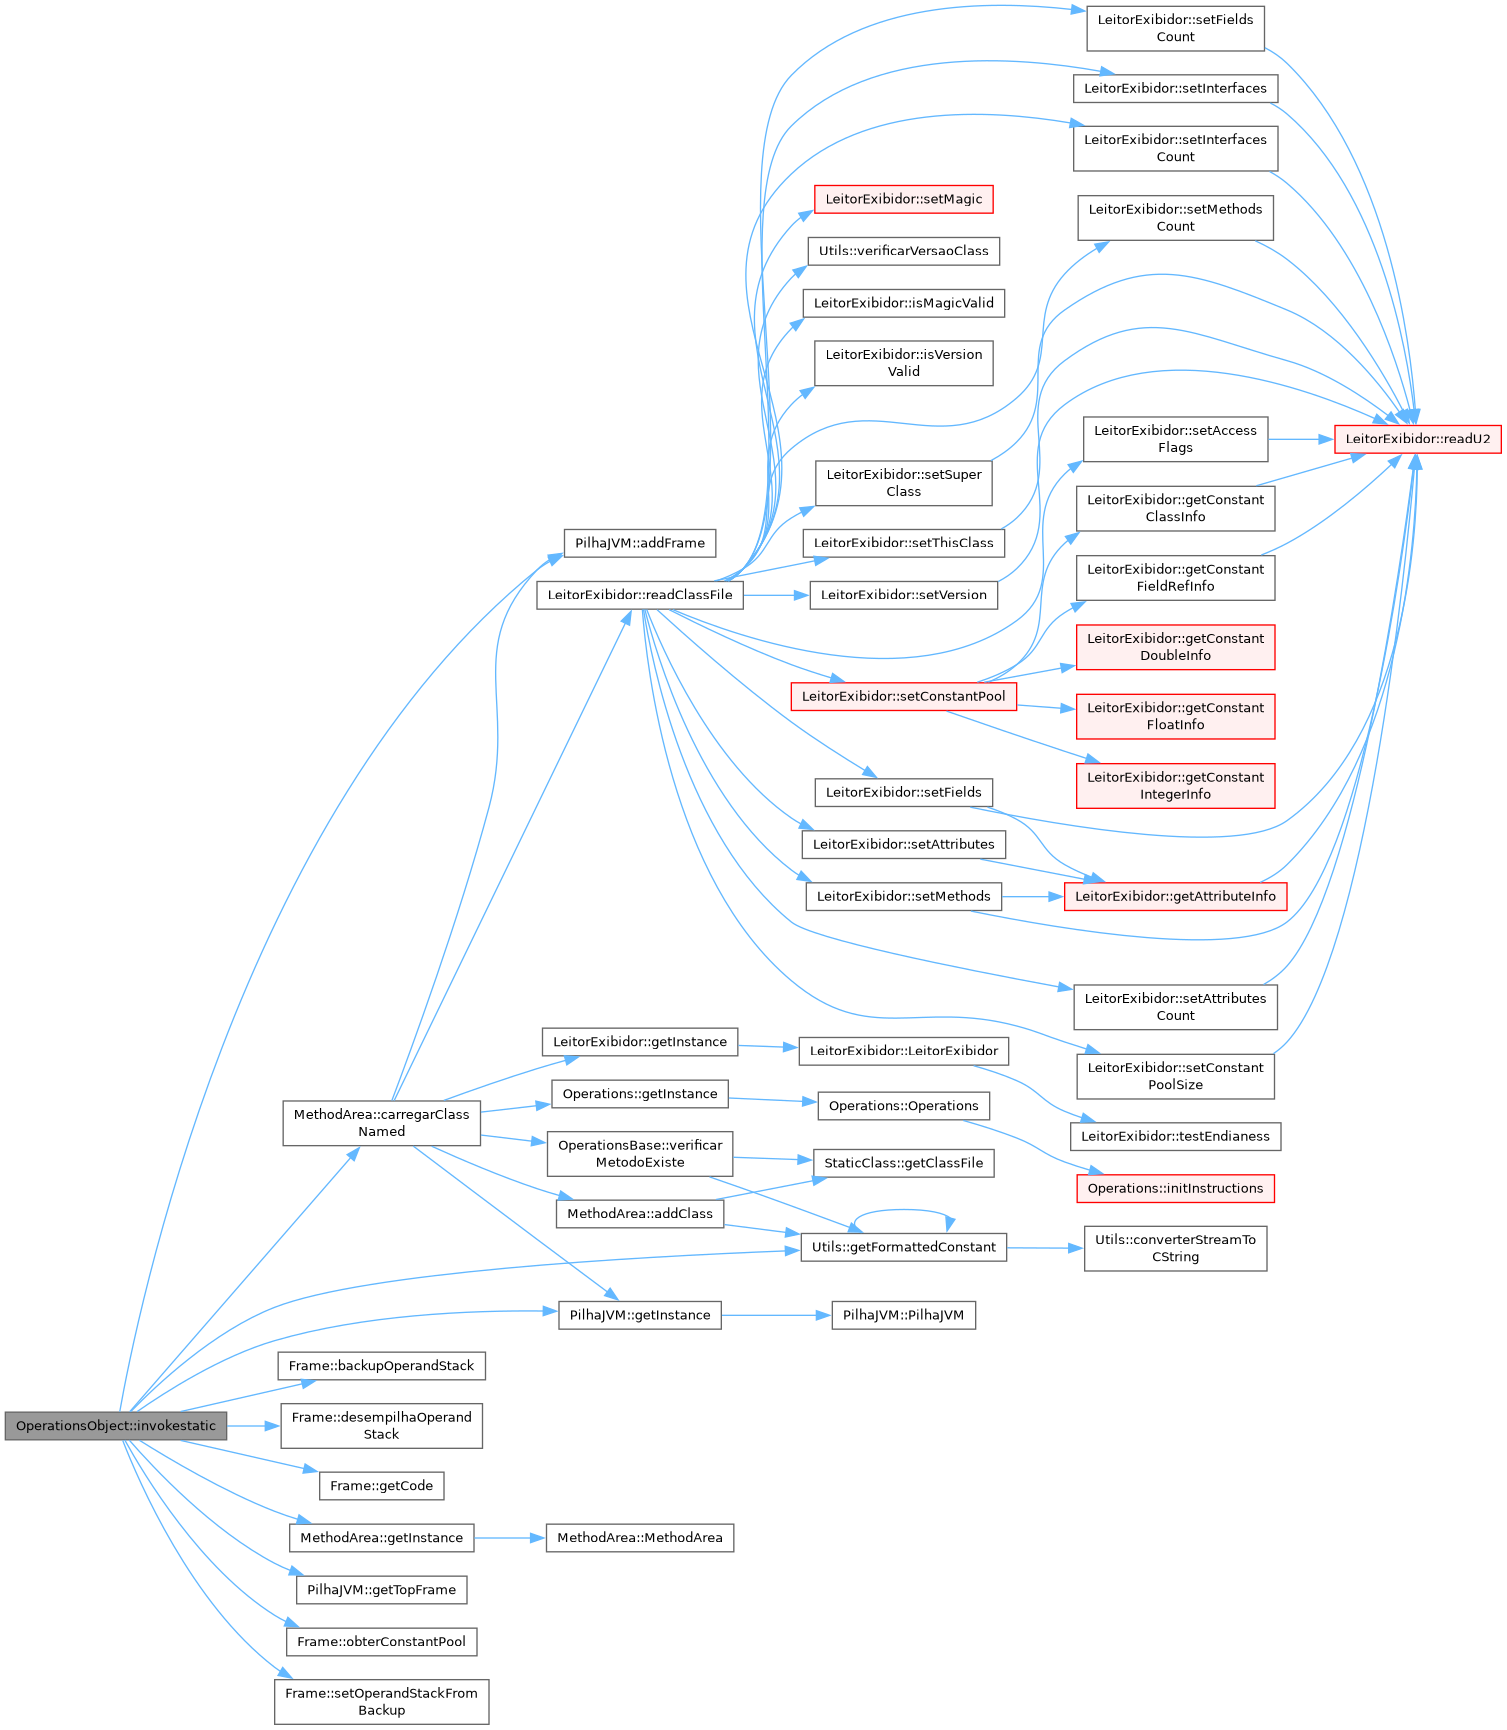 LeitorExibidor::setFields
Count
LeitorExibidor::setInterfaces
LeitorExibidor::setInterfaces
Count
LeitorExibidor::setMagic
LeitorExibidor::setMethods
Count
Utils::verificarVersaoClass
LeitorExibidor::isMagicValid
LeitorExibidor::isVersion
Valid
LeitorExibidor::setAccess
Flags
LeitorExibidor::readU2
LeitorExibidor::setSuper
Class
LeitorExibidor::getConstant
ClassInfo
PilhaJVM::addFrame
LeitorExibidor::setThisClass
LeitorExibidor::getConstant
FieldRefInfo
LeitorExibidor::readClassFile
LeitorExibidor::setVersion
LeitorExibidor::getConstant
DoubleInfo
LeitorExibidor::setConstantPool
LeitorExibidor::getConstant
FloatInfo
LeitorExibidor::getConstant
IntegerInfo
LeitorExibidor::setFields
LeitorExibidor::setAttributes
LeitorExibidor::setMethods
LeitorExibidor::getAttributeInfo
LeitorExibidor::setAttributes
Count
LeitorExibidor::getInstance
LeitorExibidor::LeitorExibidor
LeitorExibidor::setConstant
PoolSize
Operations::getInstance
Operations::Operations
MethodArea::carregarClass
Named
LeitorExibidor::testEndianess
OperationsBase::verificar
MetodoExiste
StaticClass::getClassFile
Operations::initInstructions
MethodArea::addClass
Utils::getFormattedConstant
Utils::converterStreamTo
CString
PilhaJVM::getInstance
PilhaJVM::PilhaJVM
Frame::backupOperandStack
OperationsObject::invokestatic
Frame::desempilhaOperand
Stack
Frame::getCode
MethodArea::getInstance
MethodArea::MethodArea
PilhaJVM::getTopFrame
Frame::obterConstantPool
Frame::setOperandStackFrom
Backup